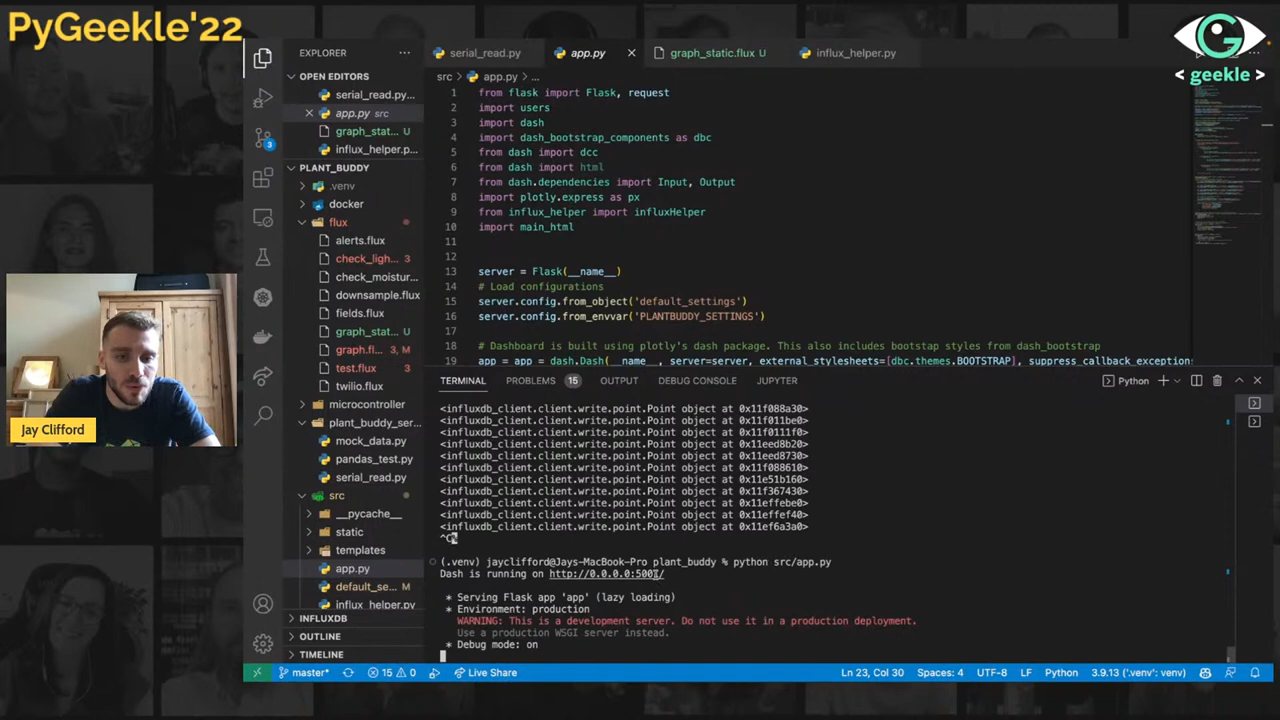 PyGeekle'22
< geekle >
Jay Clifford
EXPLORER
OPEN EDITORS
serial_read.py...
app.py src
graph_stat... U
influx_helper.p...
PLANT_BUDDY
.venv
docker
flux
alerts.flux
check_ligh... 3
check_moistur...
downsample.flux
fields.flux
graph_stat... U
graph.fl... 3, M
test.flux 3
twilio.flux
microcontroller
plant_buddy_ser...
mock_data.py
pandas_test.py
serial_read.py
src
__pycache__
static
templates
app.py
default_se... M
influx_helper.py
INFLUXDB
OUTLINE
TIMELINE
3
serial_read.py app.py graph_static.flux U influx_helper.py
src > app.py > ...
1 from flask import Flask, request
2 import users
3 import dash
4 import dash_bootstrap_components as dbc
5 from dash import dcc
6 from dash import html
7 from dash.dependencies import Input, Output
8 import plotly.express as px
9 from influx_helper import influxHelper
10 import main_html
11
12
13 server = Flask(__name__)
14 # Load configurations
15 server.config.from_object('default_settings')
16 server.config.from_envvar('PLANTBUDDY_SETTINGS')
17
18 # Dashboard is built using plotly's dash package. This also includes bootstap styles from dash_bootstrap
19 app = app = dash.Dash(__name__, server=server, external_stylesheets=[dbc.themes.BOOTSTRAP], suppress_callback_exceptions
TERMINAL PROBLEMS 15 OUTPUT DEBUG CONSOLE JUPYTER Python
<influxdb_client.client.write.point.Point object at 0x11f088a30>
<influxdb_client.client.write.point.Point object at 0x11f011be0>
<influxdb_client.client.write.point.Point object at 0x11f0111f0>
<influxdb_client.client.write.point.Point object at 0x11eed8b20>
<influxdb_client.client.write.point.Point object at 0x11eed8730>
<influxdb_client.client.write.point.Point object at 0x11f088610>
<influxdb_client.client.write.point.Point object at 0x11e51b160>
<influxdb_client.client.write.point.Point object at 0x11f367430>
<influxdb_client.client.write.point.Point object at 0x11effebe0>
<influxdb_client.client.write.point.Point object at 0x11effef40>
<influxdb_client.client.write.point.Point object at 0x11ef6a3a0>
(.venv) jayclifford@Jays-MacBook-Pro plant_buddy % python src/app.py
Dash is running on http://0.0.0.0:5001/
* Serving Flask app 'app' (lazy loading)
* Environment: production
WARNING: This is a development server. Do not use it in a production deployment.
Use a production WSGI server instead.
* Debug mode: on
master* 15 0 Live Share Ln 23, Col 30 Spaces: 4 UTF-8 LF Python 3.9.13 ('.venv': venv)